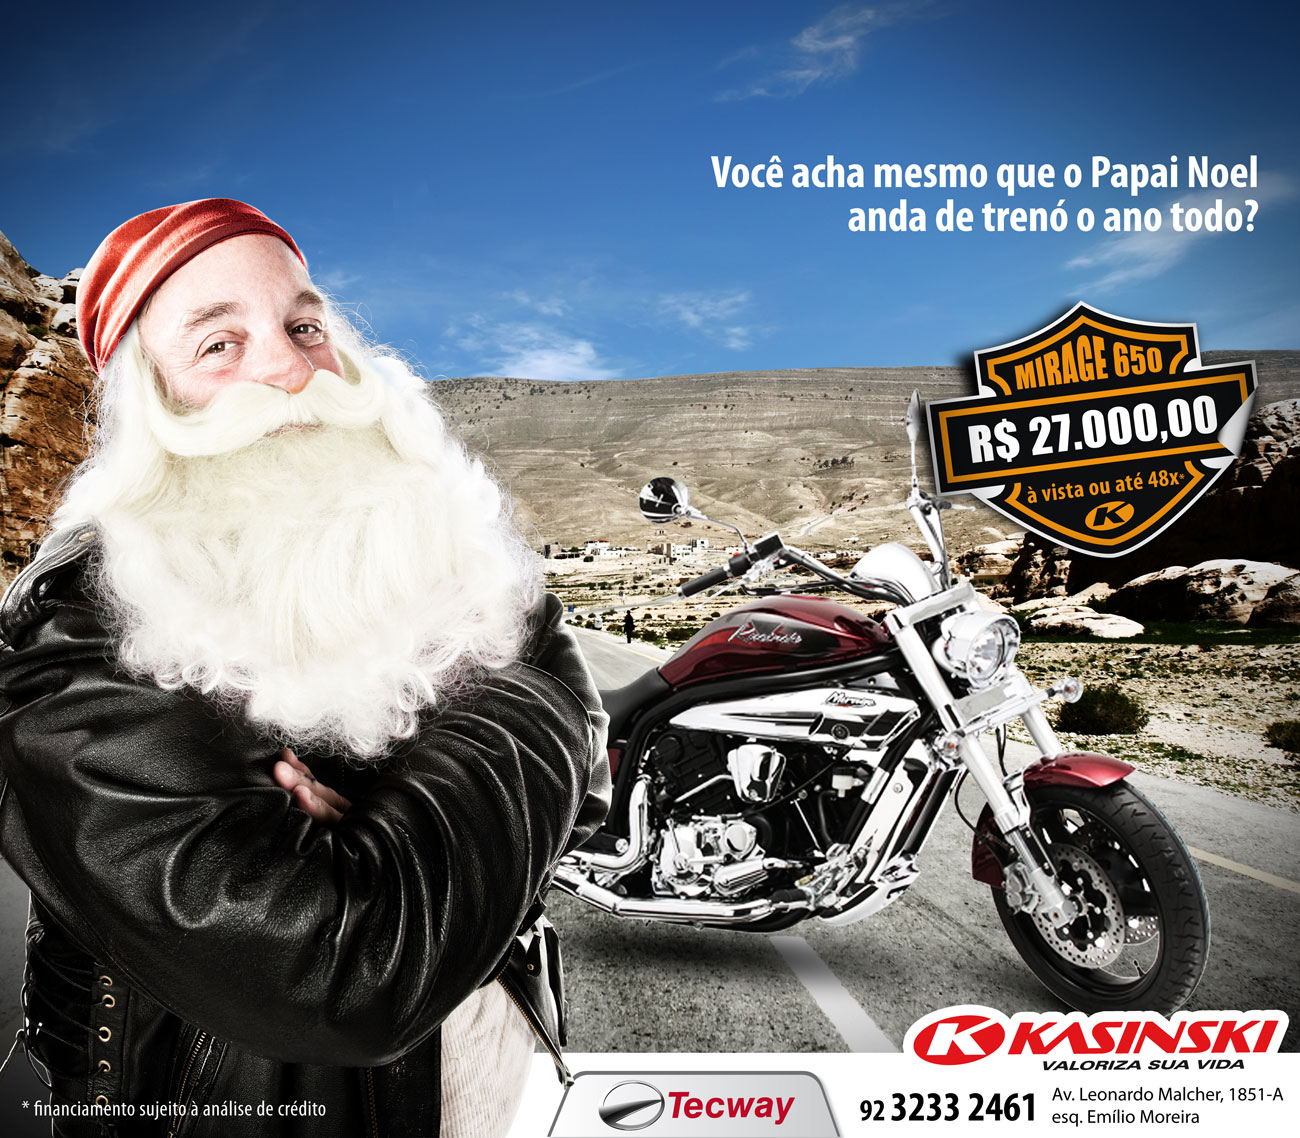 Você acha mesmo que o Papai Noel
anda de trenó o ano todo?
MIRAGE 650
R$ 27.000,00
à vista ou até 48x*
K
Mirage
K KASINSKI
VALORIZA SUA VIDA
* financiamento sujeito à análise de crédito
Tecway
92 3233 2461
Av. Leonardo Malcher, 1851-A
esq. Emílio Moreira